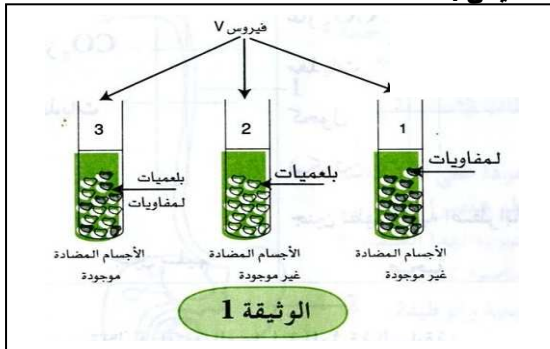 فيروس V
3
2
1
لمفاويات
بلعميات
بلعميات
لمفاويات
الأجسام المضادة
غير موجودة
الأجسام المضادة
غير موجودة
الأجسام المضادة
موجودة
الوثيقة 1